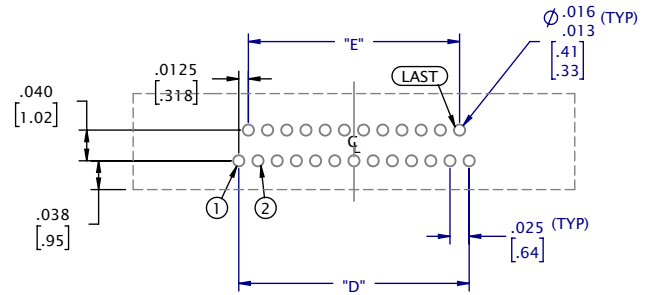 Ø .016 (TYP)
.013
[.41
.33]
"E"
.0125
[.318]
LAST
.040
[1.02]
℄
1
2
.038
[.95]
.025 (TYP)
[.64]
"D"